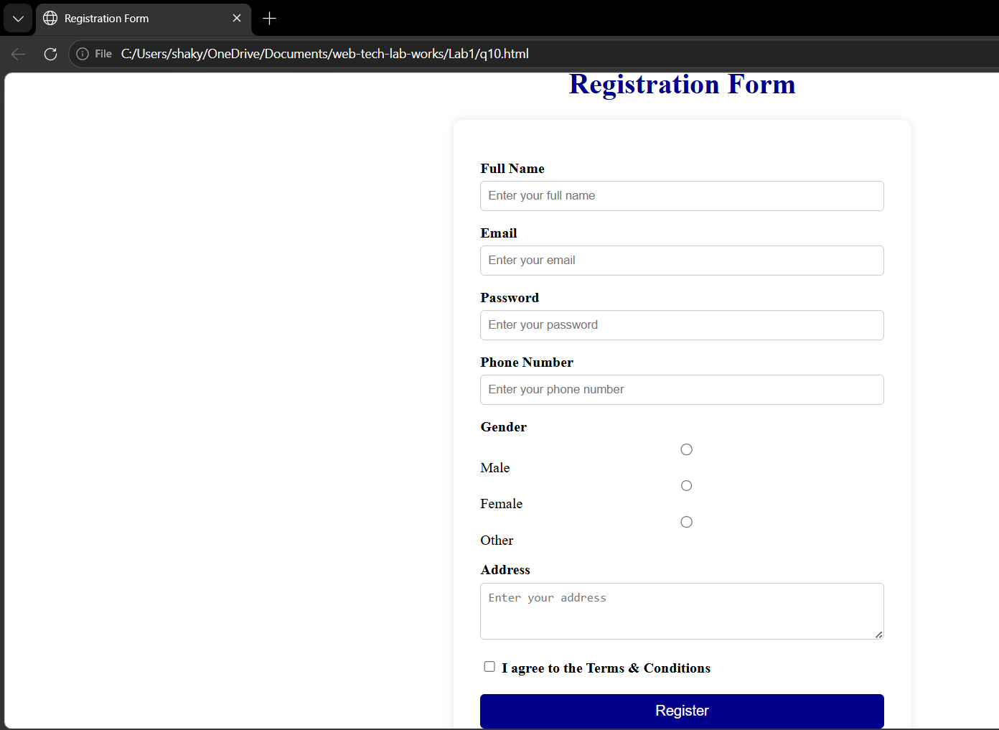 Registration Form
File C:/Users/shaky/OneDrive/Documents/web-tech-lab-works/Lab1/q10.html
Registration Form
Full Name
Enter your full name
Email
Enter your email
Password
Enter your password
Phone Number
Enter your phone number
Gender
Male
Female
Other
Address
Enter your address
I agree to the Terms & Conditions
Register